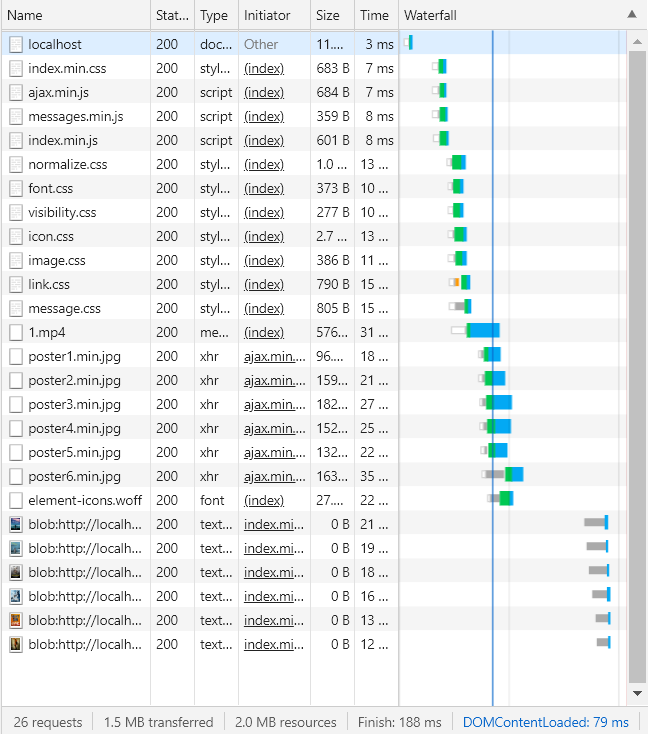 Name Stat... Type Initiator Size Time Waterfall
localhost 200 doc... Other 11.... 3 ms
index.min.css 200 styl... (index) 683 B 7 ms
ajax.min.js 200 script (index) 684 B 7 ms
messages.min.js 200 script (index) 359 B 8 ms
index.min.js 200 script (index) 601 B 8 ms
normalize.css 200 styl... (index) 1.0 ... 13 ...
font.css 200 styl... (index) 373 B 10 ...
visibility.css 200 styl... (index) 277 B 10 ...
icon.css 200 styl... (index) 2.7 ... 13 ...
image.css 200 styl... (index) 386 B 11 ...
link.css 200 styl... (index) 790 B 15 ...
message.css 200 styl... (index) 805 B 15 ...
1.mp4 200 me... (index) 576... 31 ...
poster1.min.jpg 200 xhr ajax.min.... 96.... 18 ...
poster2.min.jpg 200 xhr ajax.min.... 159... 21 ...
poster3.min.jpg 200 xhr ajax.min.... 182... 27 ...
poster4.min.jpg 200 xhr ajax.min.... 152... 25 ...
poster5.min.jpg 200 xhr ajax.min.... 132... 22 ...
poster6.min.jpg 200 xhr ajax.min.... 163... 35 ...
element-icons.woff 200 font (index) 27.... 22 ...
blob:http://localh... 200 text... index.mi... 0 B 21 ...
blob:http://localh... 200 text... index.mi... 0 B 19 ...
blob:http://localh... 200 text... index.mi... 0 B 18 ...
blob:http://localh... 200 text... index.mi... 0 B 16 ...
blob:http://localh... 200 text... index.mi... 0 B 13 ...
blob:http://localh... 200 text... index.mi... 0 B 12 ...
26 requests 1.5 MB transferred 2.0 MB resources Finish: 188 ms DOMContentLoaded: 79 ms